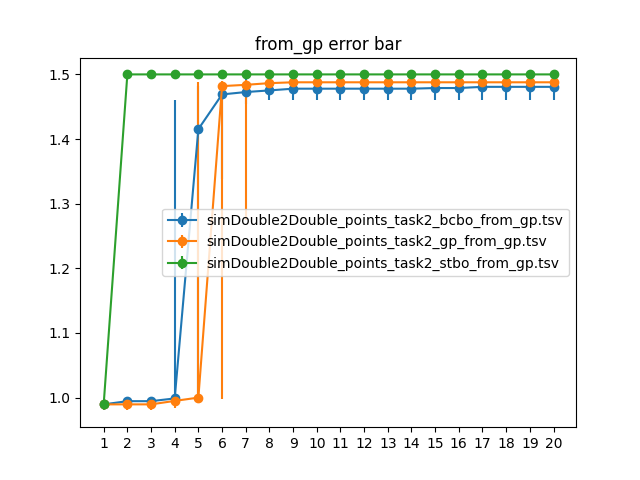 from_gp error bar
1.5
1.4
1.3
1.2
1.1
1.0
simDouble2Double_points_task2_bcbo_from_gp.tsv
simDouble2Double_points_task2_gp_from_gp.tsv
simDouble2Double_points_task2_stbo_from_gp.tsv
1 2 3 4 5 6 7 8 9 10 11 12 13 14 15 16 17 18 19 20